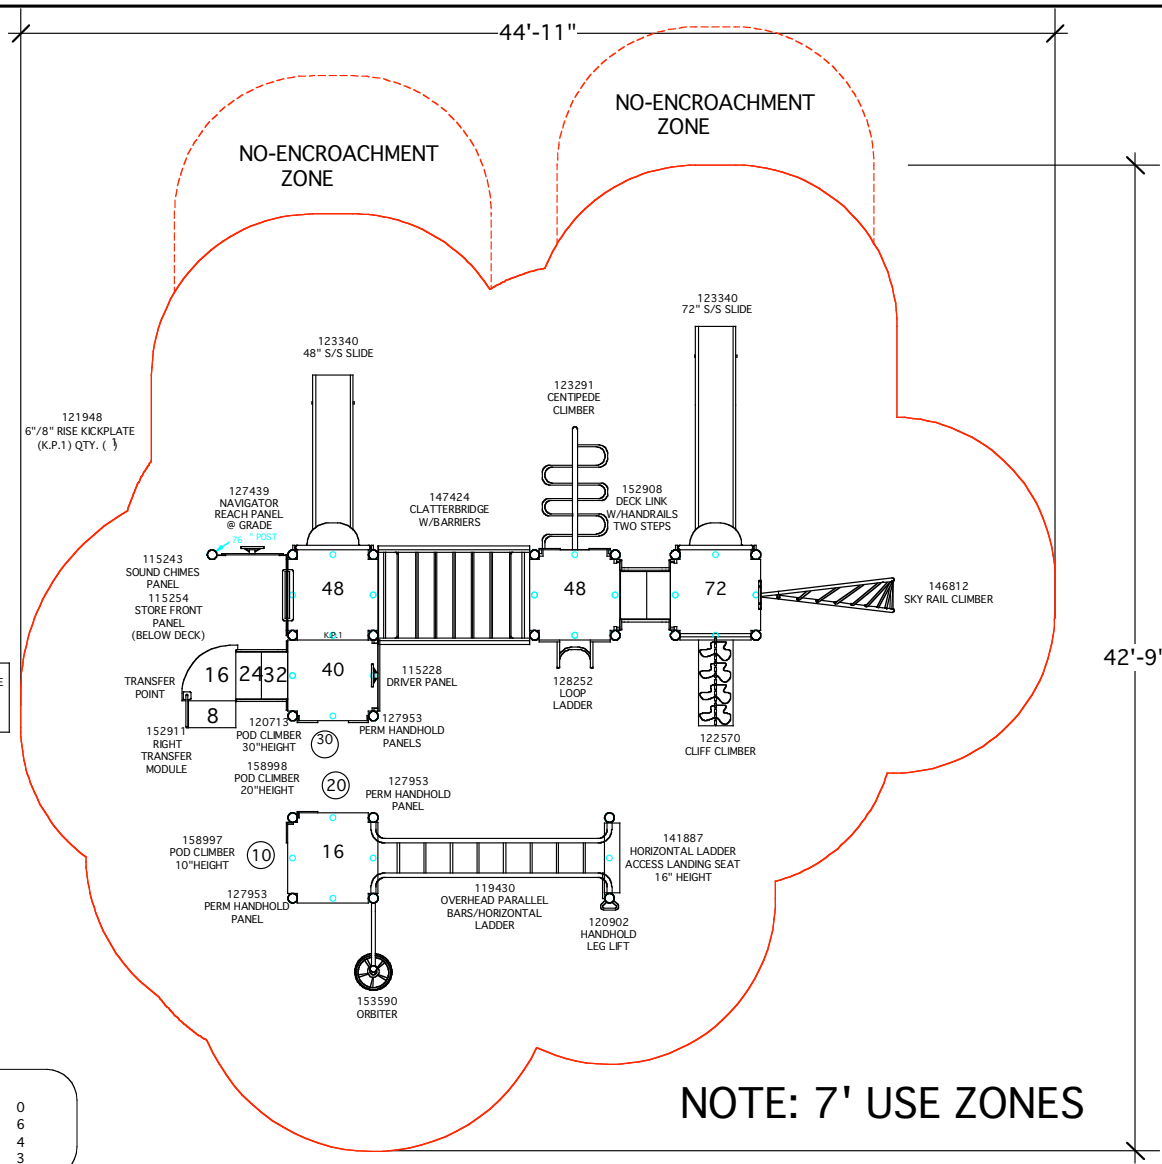 44'-11"
NO-ENCROACHMENT
ZONE
NO-ENCROACHMENT
ZONE
42'-9"
123340
72" S/S SLIDE
123340
48" S/S SLIDE
123291
CENTIPEDE
CLIMBER
121948
6"/8" RISE KICKPLATE
(K.P.1) QTY. ( 1 )
127439
NAVIGATOR
REACH PANEL
@ GRADE
76 " POST
147424
CLATTERBRIDGE
W/BARRIERS
152908
DECK LINK
W/HANDRAILS
TWO STEPS
115243
SOUND CHIMES
PANEL
115254
STORE FRONT
PANEL
(BELOW DECK)
48
K.P.1
48
72
146812
SKY RAIL CLIMBER
TRANSFER
POINT
16
24
32
40
8
115228
DRIVER PANEL
128252
LOOP
LADDER
152911
RIGHT
TRANSFER
MODULE
120713
POD CLIMBER
30"HEIGHT
30
127953
PERM HANDHOLD
PANELS
122570
CLIFF CLIMBER
158998
POD CLIMBER
20"HEIGHT
20
127953
PERM HANDHOLD
PANEL
158997
POD CLIMBER
10"HEIGHT
10
16
141887
HORIZONTAL LADDER
ACCESS LANDING SEAT
16" HEIGHT
127953
PERM HANDHOLD
PANEL
119430
OVERHEAD PARALLEL
BARS/HORIZONTAL
LADDER
120902
HANDHOLD
LEG LIFT
153590
ORBITER
E
0
6
4
3
NOTE: 7' USE ZONES